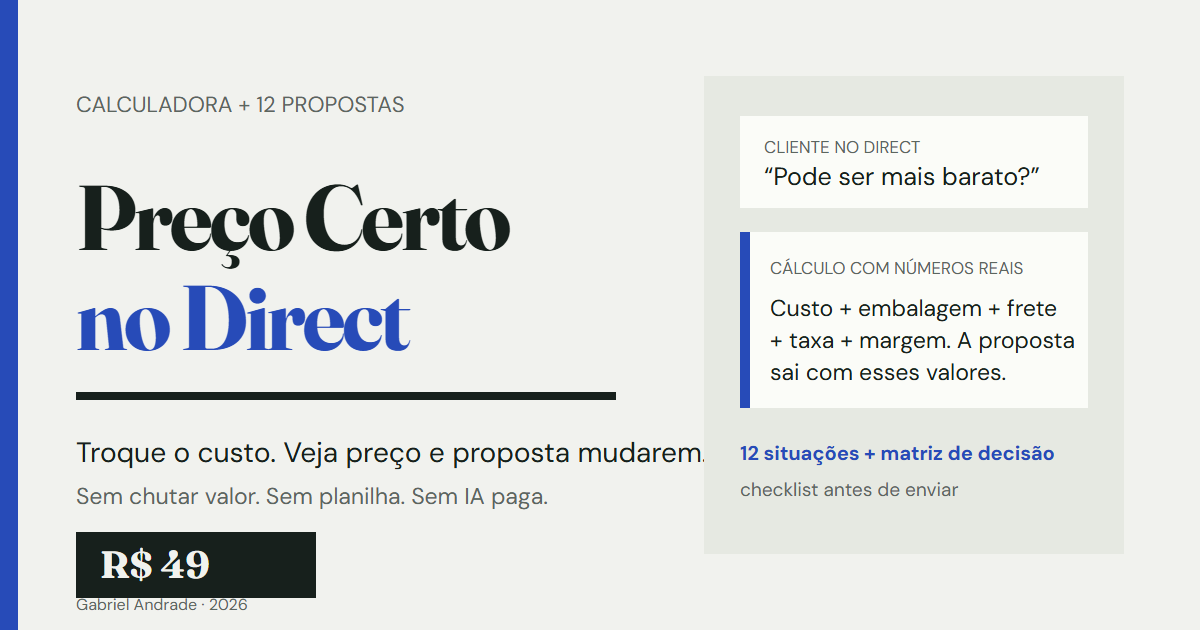 CALCULADORA + 12 PROPOSTAS
Preço Certo
no Direct
Troque o custo. Veja preço e proposta mudarem.
Sem chutar valor. Sem planilha. Sem IA paga.
R$ 49
Gabriel Andrade · 2026
CLIENTE NO DIRECT
“Pode ser mais barato?”
CÁLCULO COM NÚMEROS REAIS
Custo + embalagem + frete
+ taxa + margem. A proposta
sai com esses valores.
12 situações + matriz de decisão
checklist antes de enviar